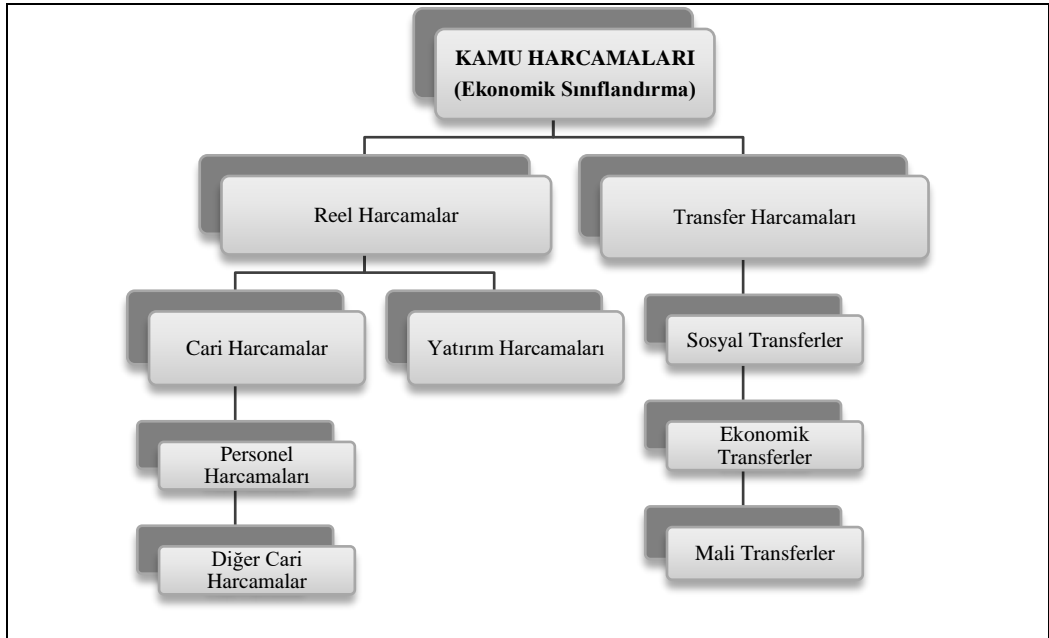 KAMU HARCAMALARI
(Ekonomik Sınıflandırma)
Reel Harcamalar
Transfer Harcamaları
Cari Harcamalar
Yatırım Harcamaları
Sosyal Transferler
Personel
Harcamaları
Ekonomik
Transferler
Diğer Cari
Harcamalar
Mali Transferler